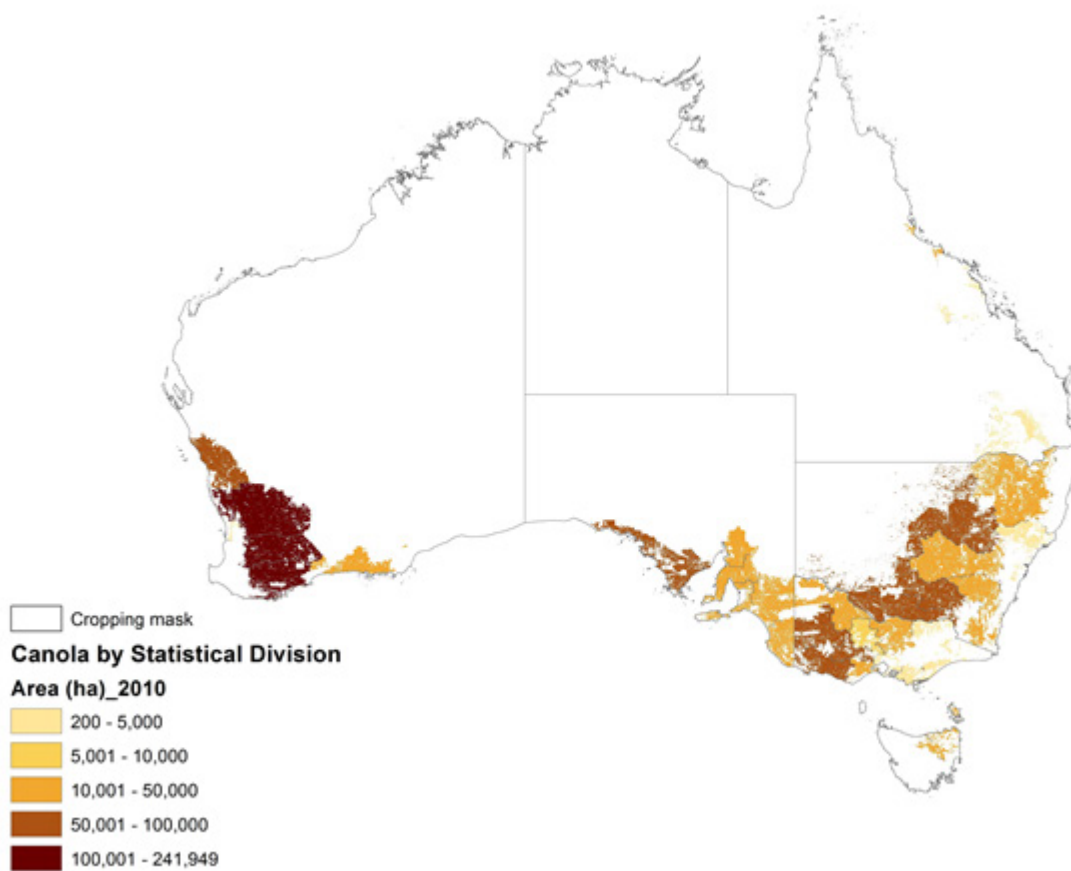 Cropping mask
Canola by Statistical Division
Area (ha)_2010
200 - 5,000
5,001 - 10,000
10,001 - 50,000
50,001 - 100,000
100,001 - 241,949